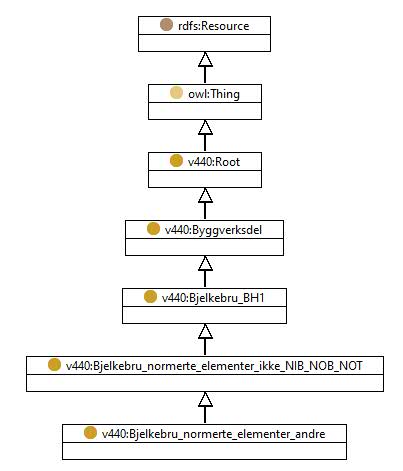 rdfs:Resource
owl:Thing
v440:Root
v440:Byggverksdel
v440:Bjelkebru_BH1
v440:Bjelkebru_normerte_elementer_ikke_NIB_NOB_NOT
v440:Bjelkebru_normerte_elementer_andre